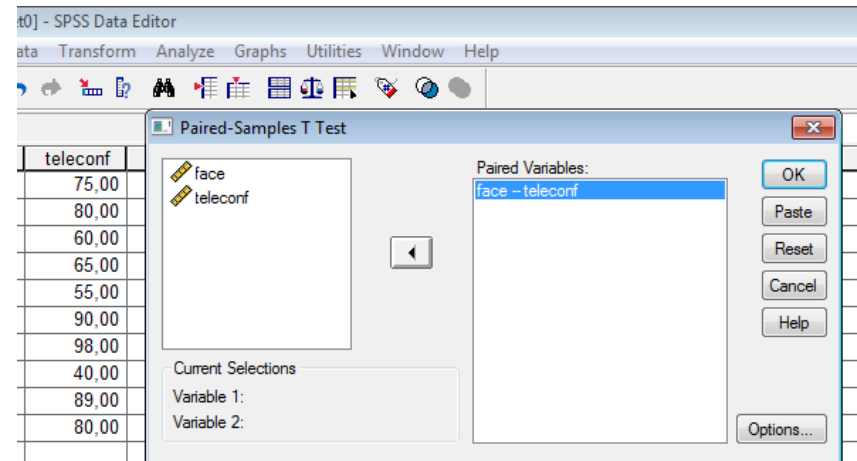 t0] - SPSS Data Editor
ata Transform Analyze Graphs Utilities Window Help
Paired-Samples T Test
teleconf
75,00
80,00
60,00
65,00
55,00
90,00
98,00
40,00
89,00
80,00
face
teleconf
Current Selections
Variable 1:
Variable 2:
Paired Variables:
face -- teleconf
OK
Paste
Reset
Cancel
Help
Options...